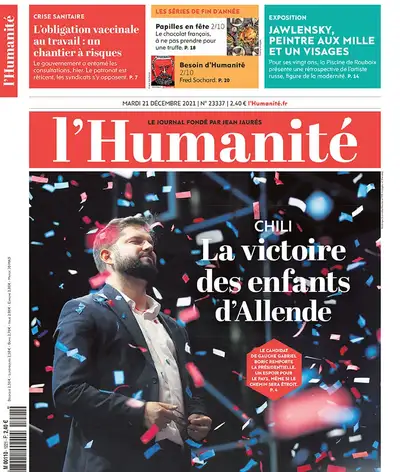 l'Humanité
CRISE SANITAIRE
L'obligation vaccinale
au travail : un
chantier à risques
Le gouvernement a entamé les
consultations, hier. Le patronat est
réticent, les syndicats s'y opposent. P. 7
LES SÉRIES DE FIN D'ANNÉE
Papilles en fête 2/10
Le chocolat français,
à ne pas prendre pour
une truffe. P. 18
Besoin d'Humanité
2/10
Fred Sochard. P. 20
EXPOSITION
JAWLENSKY,
PEINTRE AUX MILLE
ET UN VISAGES
Pour ses vingt ans, la Piscine de Roubaix
présente une rétrospective de l'artiste
russe, figure de la modernité. P. 14
MARDI 21 DÉCEMBRE 2021 | N° 23337 | 2,40 € l'Humanité.fr
LE JOURNAL FONDÉ PAR JEAN JAURÈS
l'Humanité
CHILI
La victoire
des enfants
d'Allende
LE CANDIDAT
DE GAUCHE GABRIEL
BORIC REMPORTE
LA PRÉSIDENTIELLE.
UN ESPOIR POUR
LE PAYS, MÊME SI LE
CHEMIN SERA ÉTROIT.
P. 4